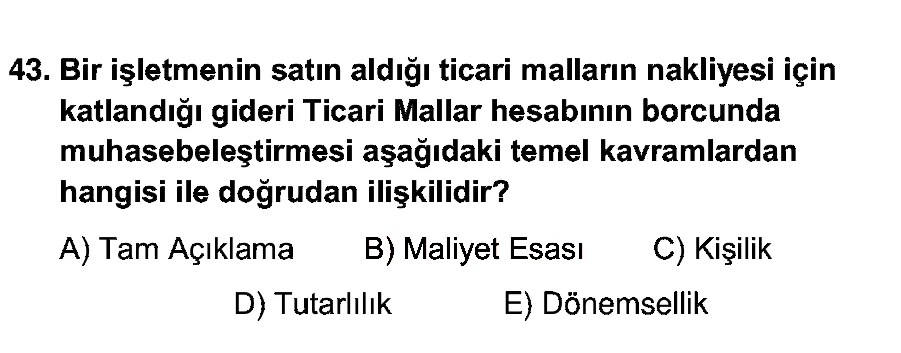 43. Bir işletmenin satın aldığı ticari malların nakliyesi için
katlandığı gideri Ticari Mallar hesabının borcunda
muhasebeleştirmesi aşağıdaki temel kavramlardan
hangisi ile doğrudan ilişkilidir?
A) Tam Açıklama B) Maliyet Esası C) Kişilik
D) Tutarlılık E) Dönemsellik